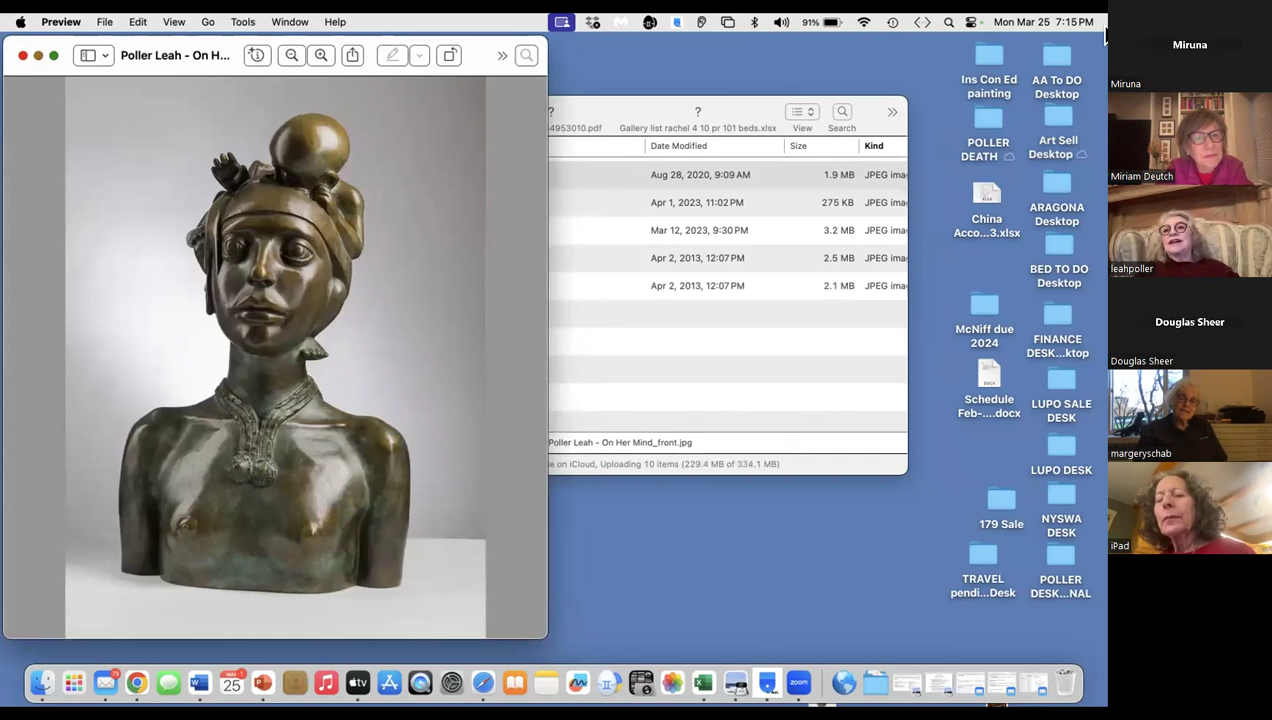 Preview File Edit View Go Tools Window Help
91% Mon Mar 25 7:15 PM
Poller Leah - On H...
4953010.pdf Gallery list rachel 4 10 pr 101 beds.xlsx View Search
Date Modified Size Kind
Aug 28, 2020, 9:09 AM 1.9 MB JPEG ima
Apr 1, 2023, 11:02 PM 275 KB JPEG ima
Mar 12, 2023, 9:30 PM 3.2 MB JPEG ima
Apr 2, 2013, 12:07 PM 2.5 MB JPEG ima
Apr 2, 2013, 12:07 PM 2.1 MB JPEG ima
Poller Leah - On Her Mind_front.jpg
le on iCloud, Uploading 10 items (229.4 MB of 334.1 MB)
Ins Con Ed
painting
AA To DO
Desktop
POLLER
DEATH
Art Sell
Desktop
China
Acco...3.xlsx
ARAGONA
Desktop
BED TO DO
Desktop
McNiff due
2024
FINANCE
DESK...ktop
Schedule
Feb-....docx
LUPO SALE
DESK
LUPO DESK
179 Sale
NYSWA
DESK
TRAVEL
pendi...Desk
POLLER
DESK...NAL
Miruna
Miruna
Miriam Deutch
leahpoller
Douglas Sheer
Douglas Sheer
margeryschab
iPad
73
MAR
25
1
tv
zoom